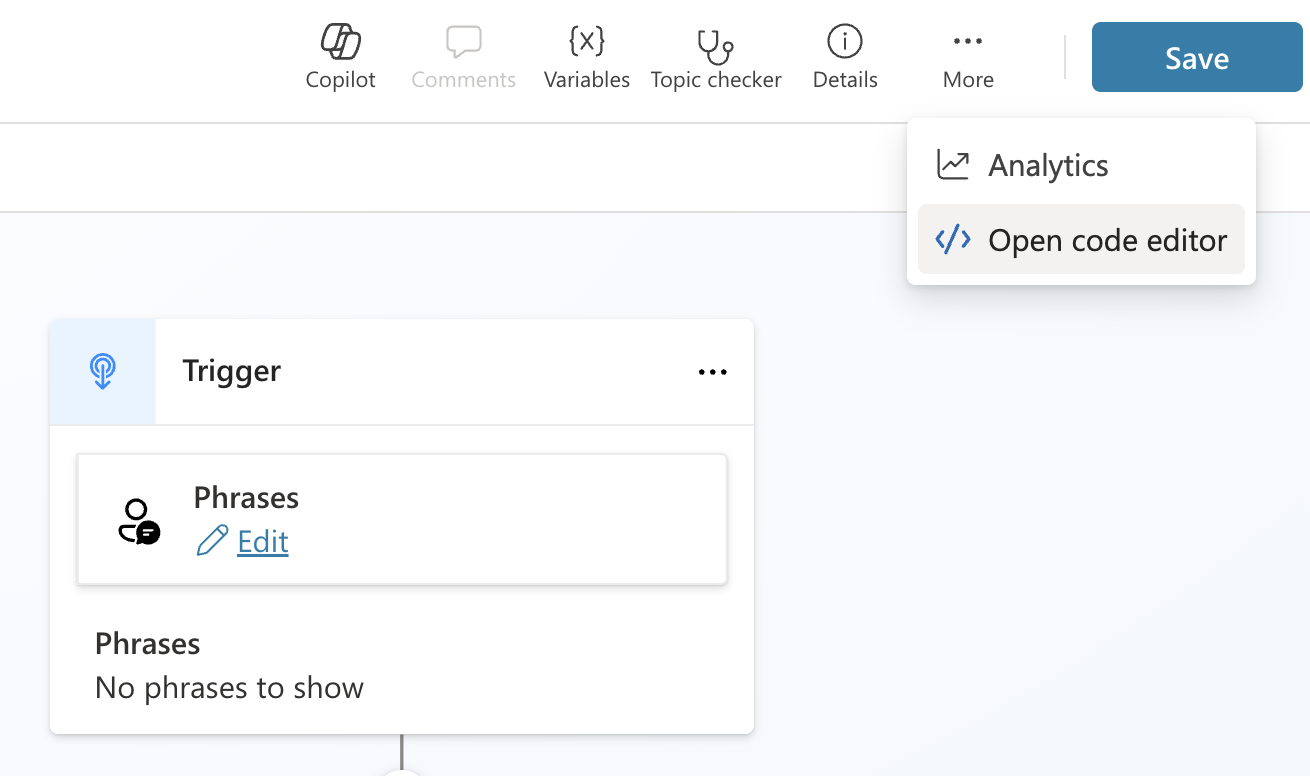 Copilot
Comments
Variables
Topic checker
Details
More
Save
Analytics
Open code editor
Trigger
Phrases
Edit
Phrases
No phrases to show